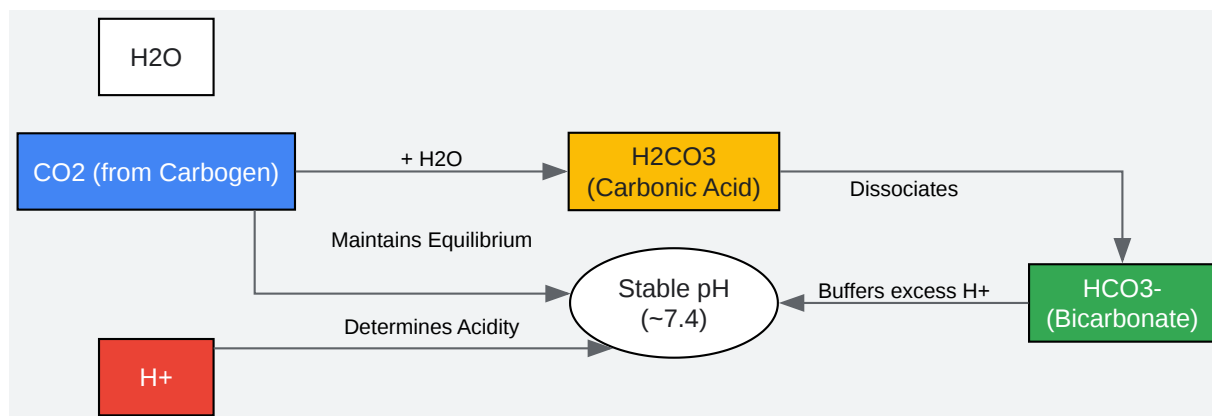 H2O
CO2 (from Carbogen)
+ H2O
H2CO3
(Carbonic Acid)
Dissociates
Maintains Equilibrium
Stable pH
(~7.4)
Buffers excess H+
HCO3-
(Bicarbonate)
Determines Acidity
H+